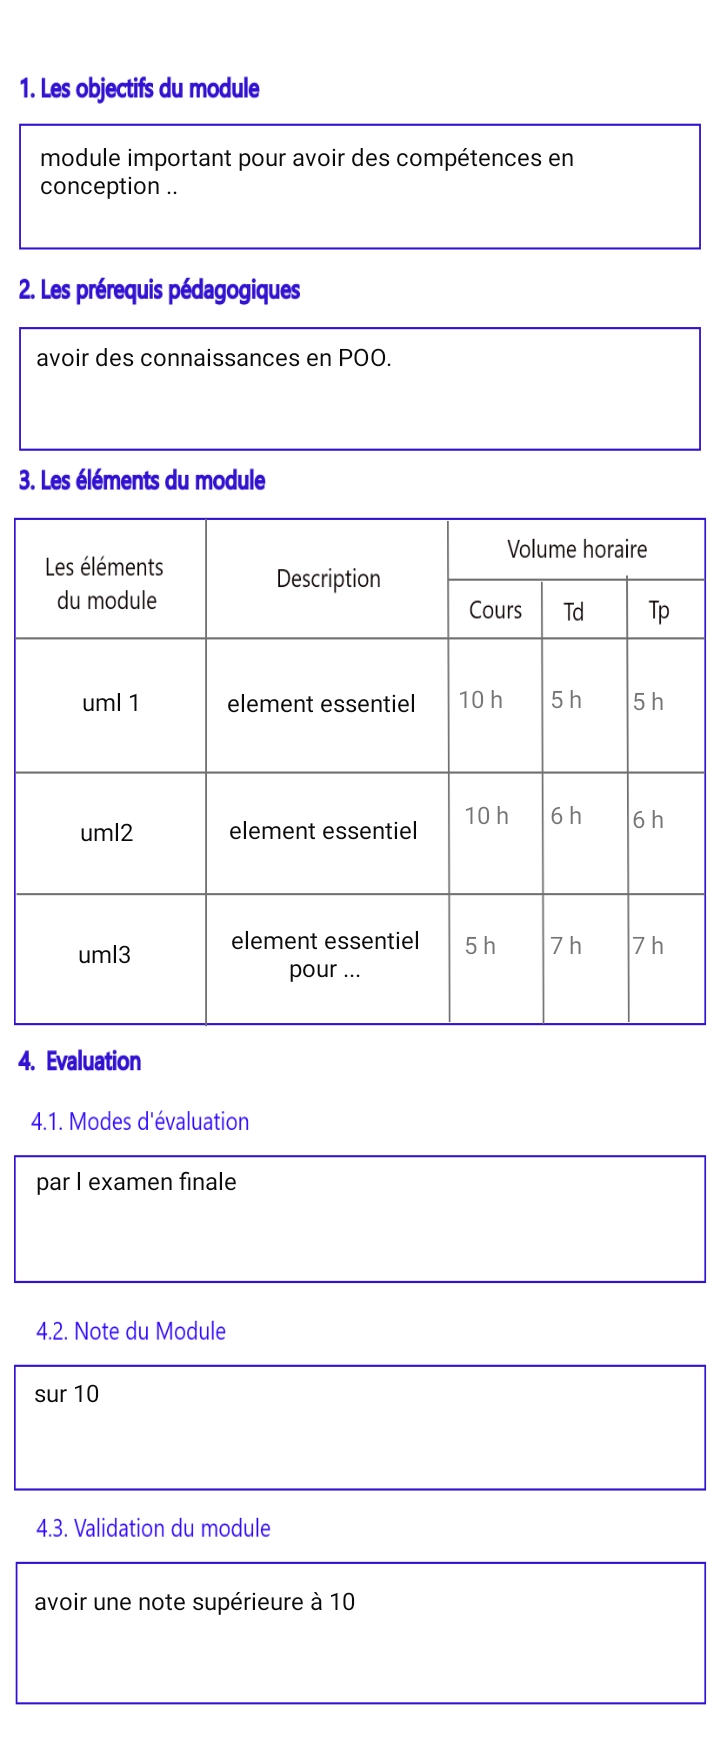 1. Les objectifs du module
module important pour avoir des compétences en
conception ..
2. Les prérequis pédagogiques
avoir des connaissances en POO.
3. Les éléments du module
Les éléments
du module
Description
Volume horaire
Cours Td Tp
uml 1 element essentiel 10 h 5 h 5 h
uml2 element essentiel 10 h 6 h 6 h
uml3 element essentiel
pour ... 5 h 7 h 7 h
4. Evaluation
4.1. Modes d'évaluation
par l examen finale
4.2. Note du Module
sur 10
4.3. Validation du module
avoir une note supérieure à 10